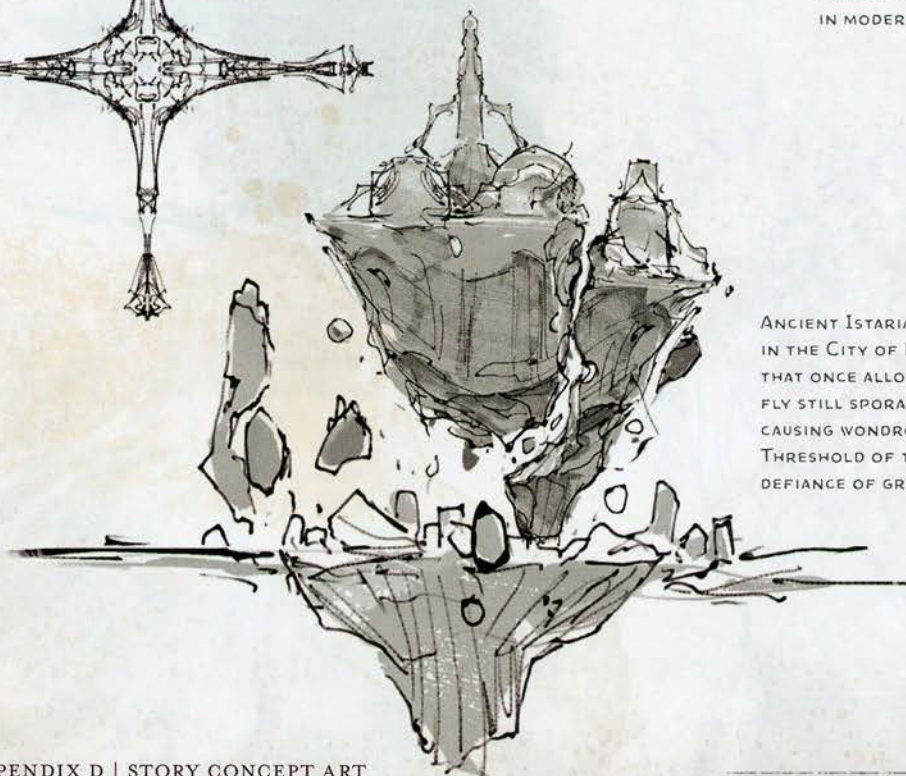 IN MODER
ANCIENT ISTARIA
IN THE CITY OF
THAT ONCE ALLO
FLY STILL SPORA
CAUSING WONDRO
THRESHOLD OF T
DEFIANCE OF GR
PENDIX D | STORY CONCEPT ART